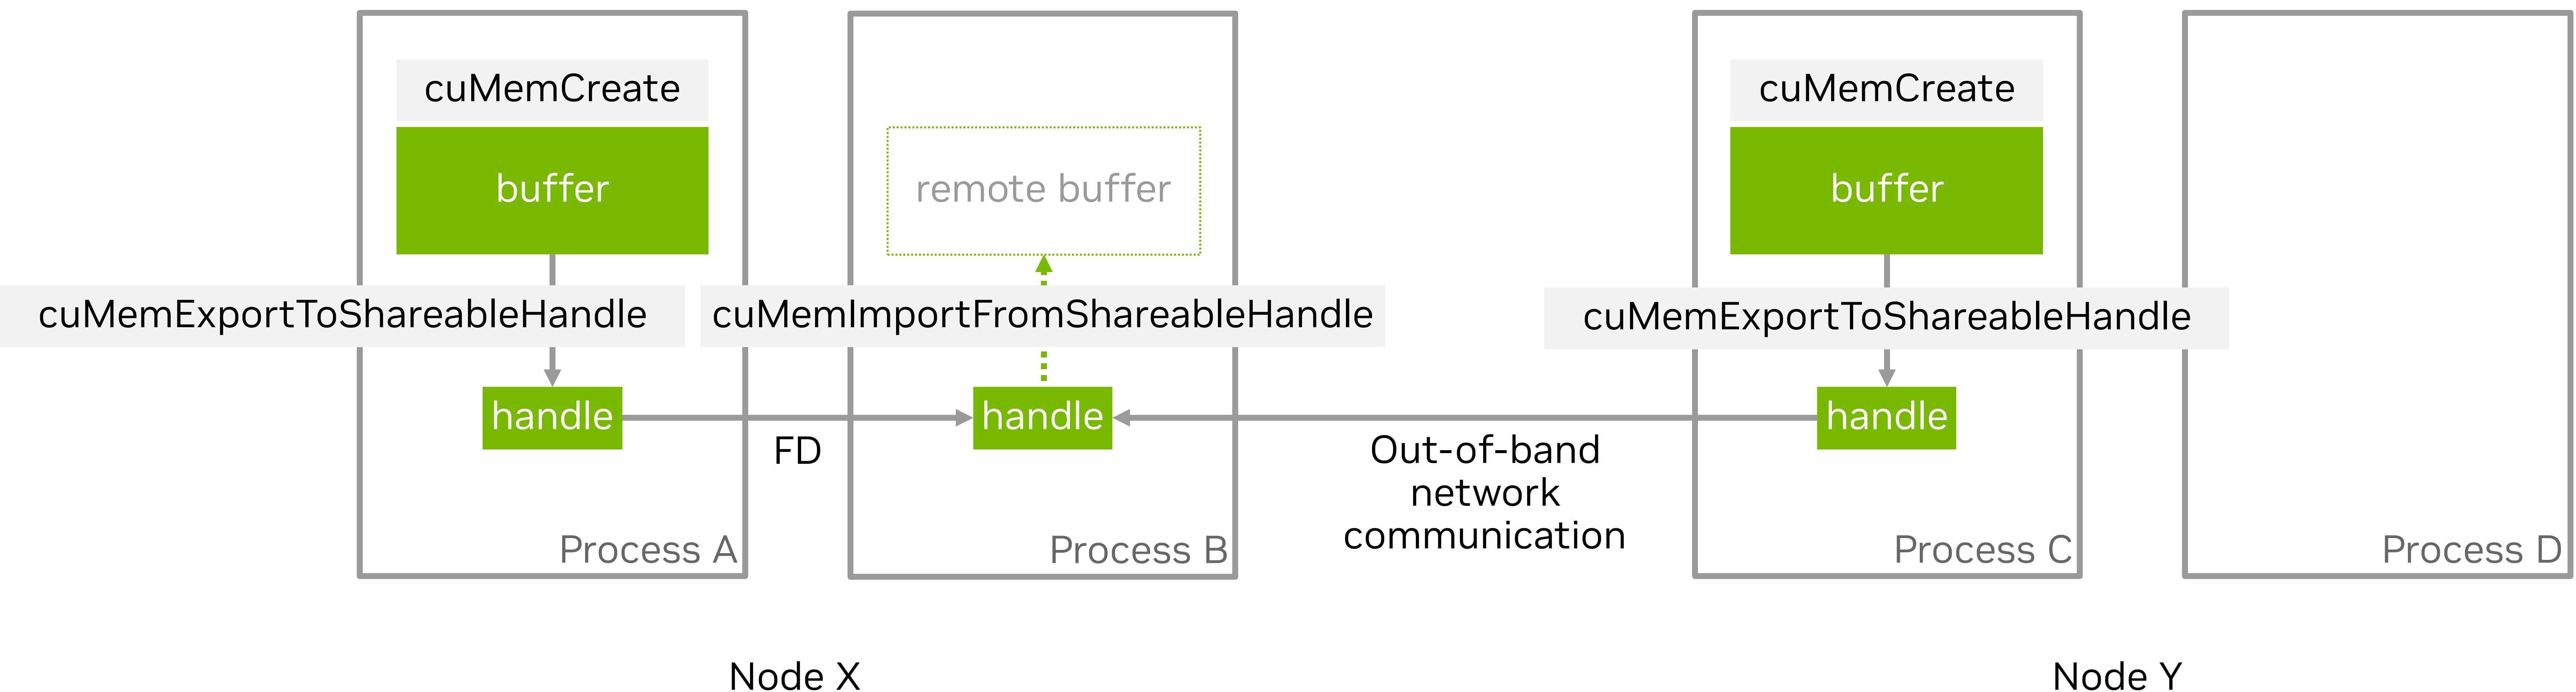 cuMemCreate
buffer
cuMemExportToShareableHandle
handle
FD
Process A
remote buffer
cuMemImportFromShareableHandle
handle
Process B
Out-of-band
network
communication
cuMemCreate
buffer
cuMemExportToShareableHandle
handle
Process C
Process D
Node X
Node Y